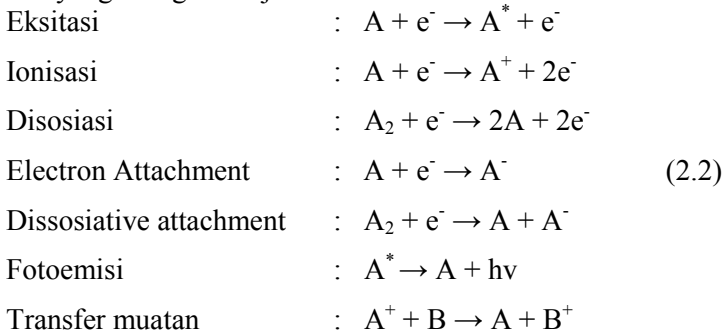 Eksitasi : A + e⁻ → A* + e⁻
Ionisasi : A + e⁻ → A⁺ + 2e⁻
Disosiasi : A₂ + e⁻ → 2A + 2e⁻
Electron Attachment : A + e⁻ → A⁻ (2.2)
Dissosiative attachment : A₂ + e⁻ → A + A⁻
Fotoemisi : A* → A + hv
Transfer muatan : A⁺ + B → A + B⁺